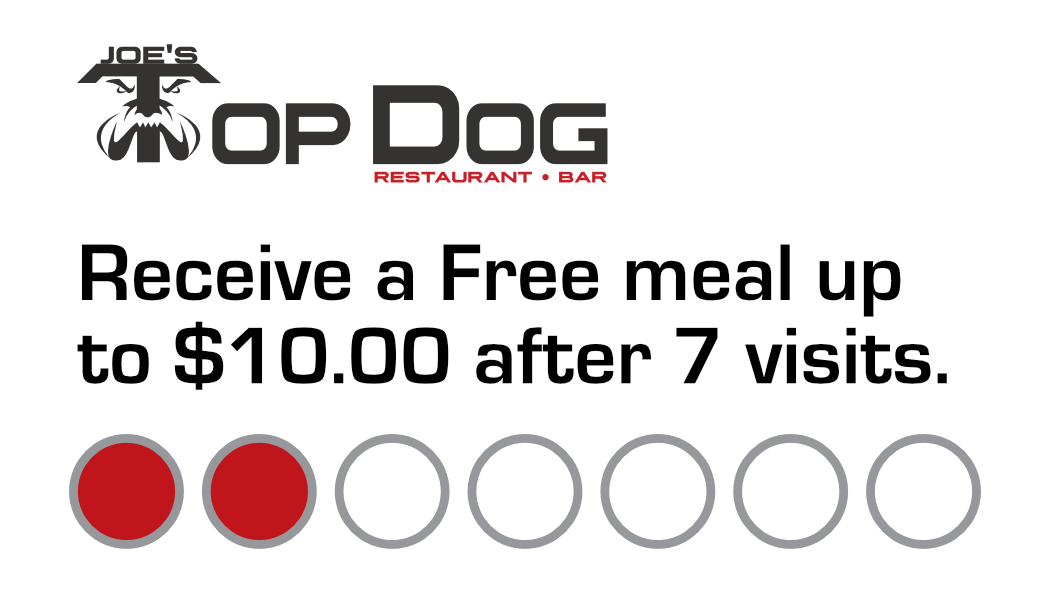 JOE'S
TOP DOG
RESTAURANT • BAR
Receive a Free meal up
to $10.00 after 7 visits.